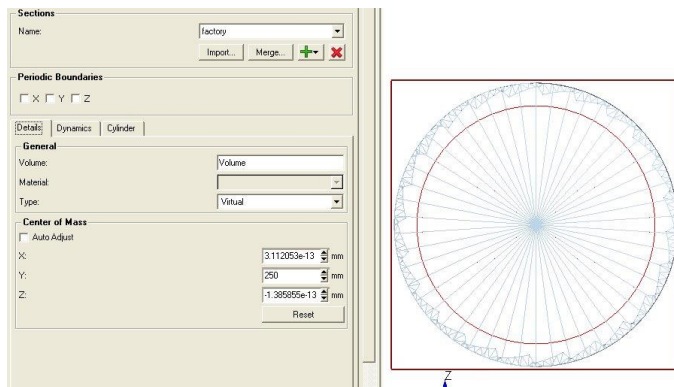 Sections
Name: factory
Import... Merge...
Periodic Boundaries
X Y Z
Details Dynamics Cylinder
General
Volume: Volume
Material:
Type: Virtual
Center of Mass
Auto Adjust
X: 3.112053e-13 mm
Y: 250 mm
Z: -1.385855e-13 mm
Reset
Z